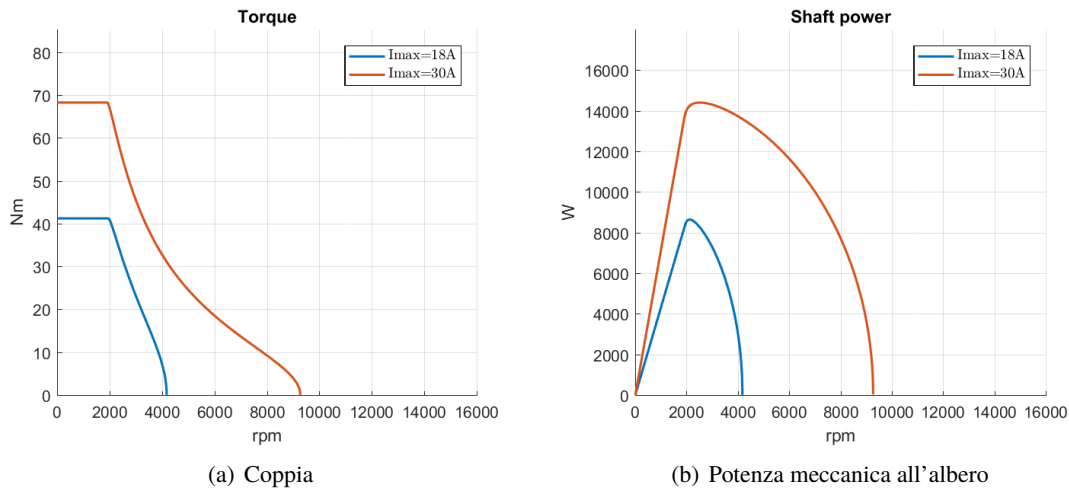 Torque
Imax=18A
Imax=30A
80
70
60
50
40
30
20
10
0
Nm
0 2000 4000 6000 8000 10000 12000 14000 16000
rpm
(a) Coppia
Shaft power
Imax=18A
Imax=30A
16000
14000
12000
10000
8000
6000
4000
2000
0
W
0 2000 4000 6000 8000 10000 12000 14000 16000
rpm
(b) Potenza meccanica all'albero